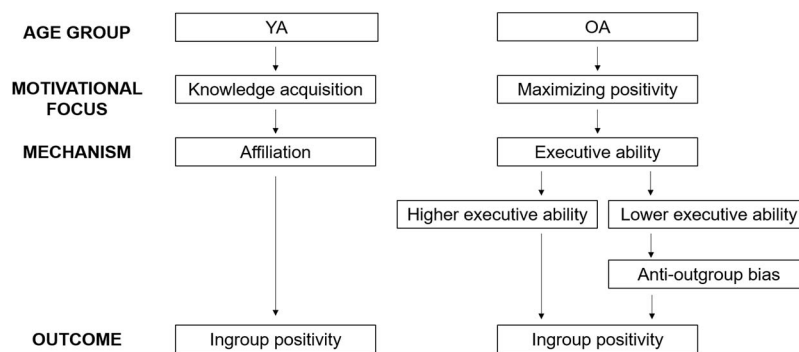 AGE GROUP
YA
OA
MOTIVATIONAL
FOCUS
Knowledge acquisition
Maximizing positivity
MECHANISM
Affiliation
Executive ability
Higher executive ability
Lower executive ability
Anti-outgroup bias
OUTCOME
Ingroup positivity
Ingroup positivity